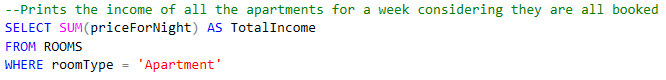 --Prints the income of all the apartments for a week considering they are all booked
SELECT SUM(priceForNight) AS TotalIncome
FROM ROOMS
WHERE roomType = 'Apartment'